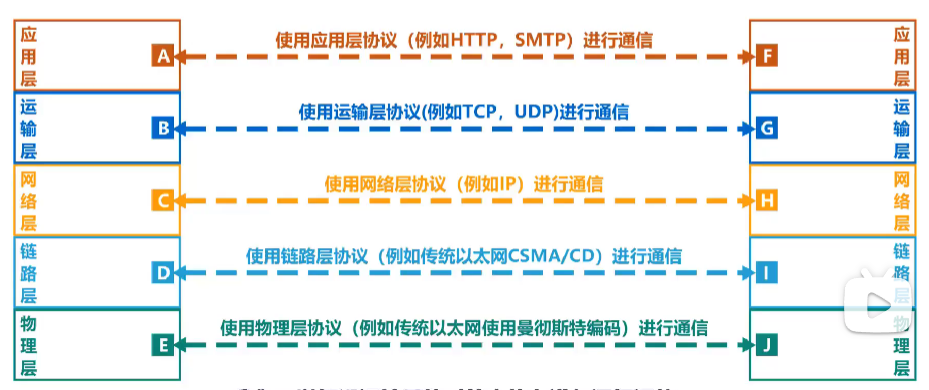 应用层
A
使用应用层协议（例如HTTP，SMTP）进行通信
F
应用层
运输层
B
使用运输层协议(例如TCP，UDP)进行通信
G
运输层
网络层
C
使用网络层协议（例如IP）进行通信
H
网络层
链路层
D
使用链路层协议（例如传统以太网CSMA/CD）进行通信
I
链路层
物理层
E
使用物理层协议（例如传统以太网使用曼彻斯特编码）进行通信
J
物理层